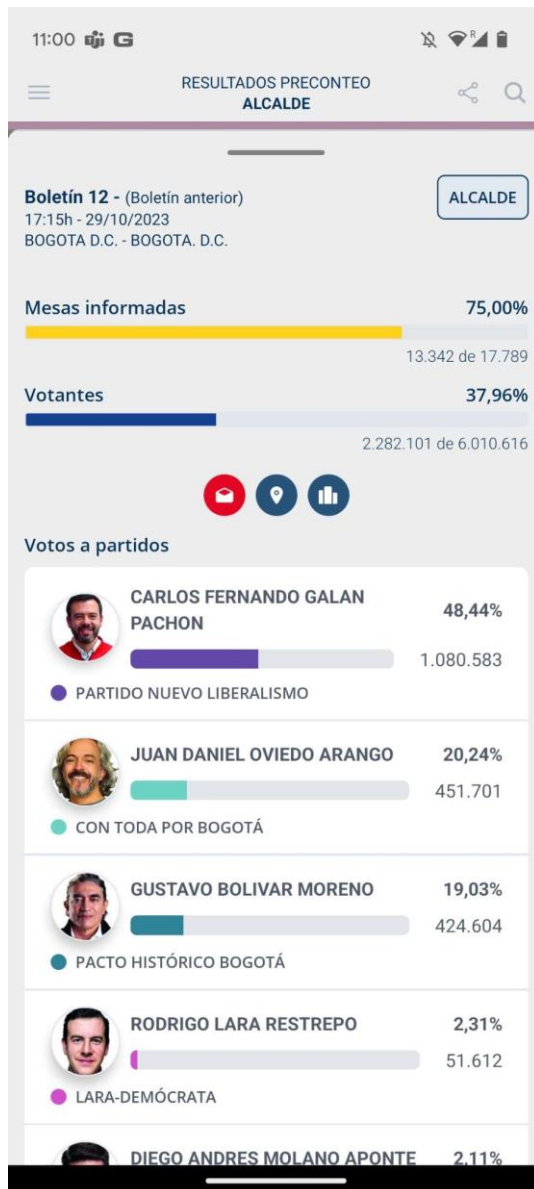 11:00
RESULTADOS PRECONTEO
ALCALDE
Boletín 12 - (Boletín anterior)
17:15h - 29/10/2023
BOGOTA D.C. - BOGOTA. D.C.
ALCALDE
Mesas informadas 75,00%
13.342 de 17.789
Votantes 37,96%
2.282.101 de 6.010.616
Votos a partidos
CARLOS FERNANDO GALAN
PACHON
48,44%
1.080.583
PARTIDO NUEVO LIBERALISMO
JUAN DANIEL OVIEDO ARANGO 20,24%
451.701
CON TODA POR BOGOTÁ
GUSTAVO BOLIVAR MORENO 19,03%
424.604
PACTO HISTÓRICO BOGOTÁ
RODRIGO LARA RESTREPO 2,31%
51.612
LARA-DEMÓCRATA
DIEGO ANDRES MOLANO APONTE 2,11%